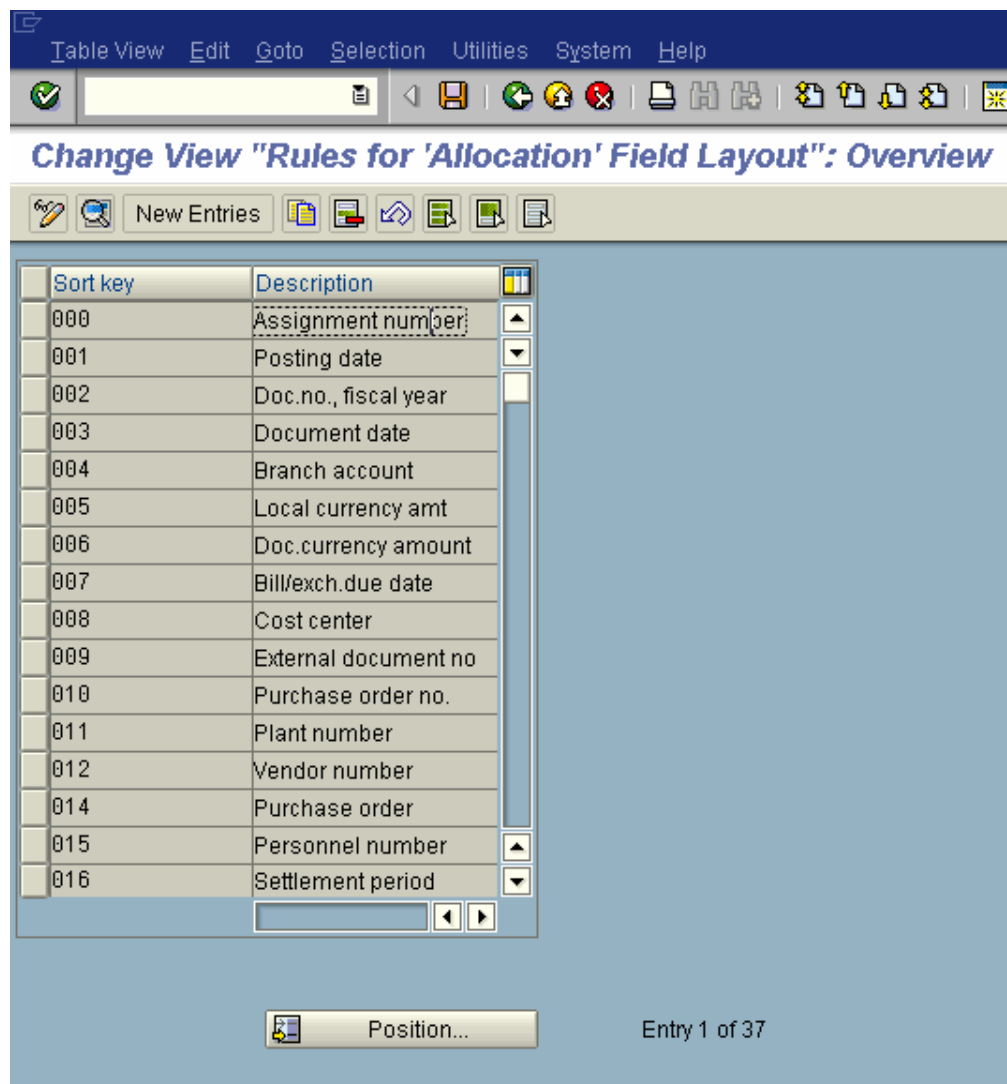 Table View Edit Goto Selection Utilities System Help
Change View "Rules for 'Allocation' Field Layout": Overview
New Entries
Sort key Description
000 Assignment number
001 Posting date
002 Doc.no., fiscal year
003 Document date
004 Branch account
005 Local currency amt
006 Doc.currency amount
007 Bill/exch.due date
008 Cost center
009 External document no
010 Purchase order no.
011 Plant number
012 Vendor number
014 Purchase order
015 Personnel number
016 Settlement period
Position... Entry 1 of 37